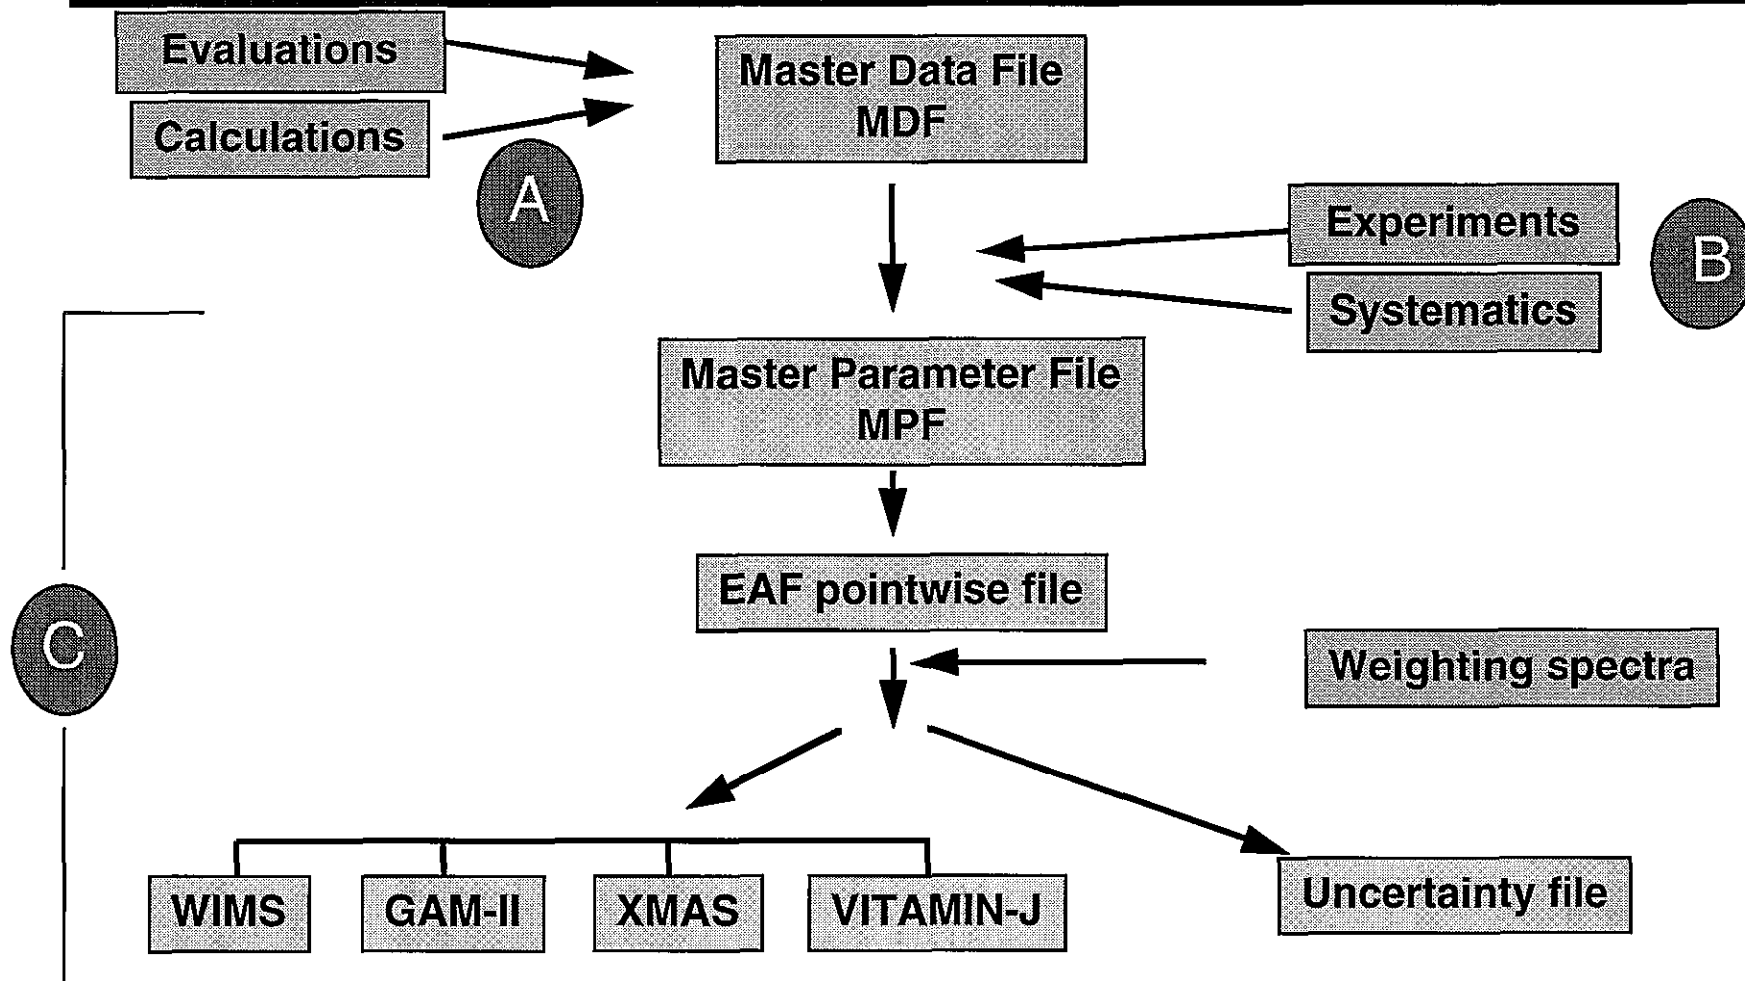 Evaluations
Calculations
A
Master Data File
MDF
Experiments
Systematics
B
Master Parameter File
MPF
EAF pointwise file
C
Weighting spectra
WIMS
GAM-II
XMAS
VITAMIN-J
Uncertainty file